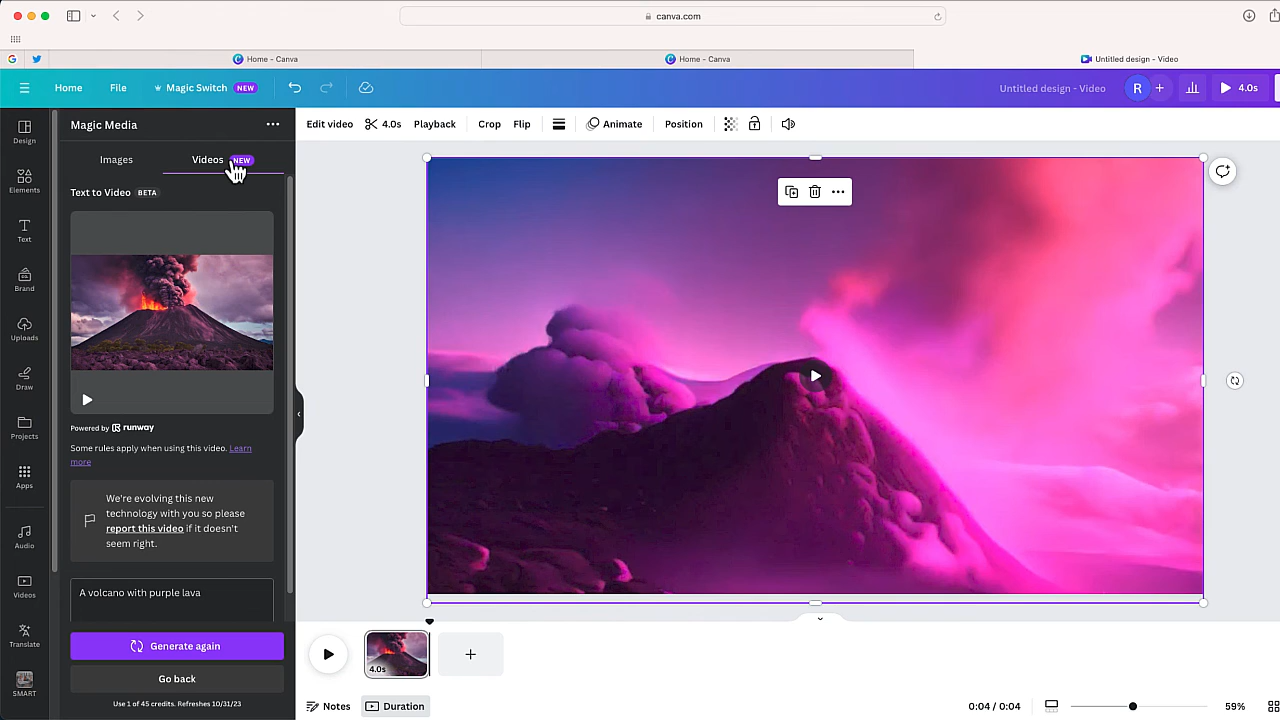 canva.com
Home - Canva
Home - Canva
Untitled design - Video
Home
File
Magic Switch NEW
Untitled design - Video
R
4.0s
Design
Elements
Text
Brand
Uploads
Draw
Projects
Apps
Audio
Videos
Translate
SMART
Magic Media
Images
Videos NEW
Text to Video BETA
Powered by runway
Some rules apply when using this video. Learn
more
We're evolving this new
technology with you so please
report this video if it doesn't
seem right.
A volcano with purple lava
Generate again
Go back
Use 1 of 45 credits. Refreshes 10/31/23
Edit video
4.0s
Playback
Crop
Flip
Animate
Position
4.0s
Notes
Duration
0:04 / 0:04
59%